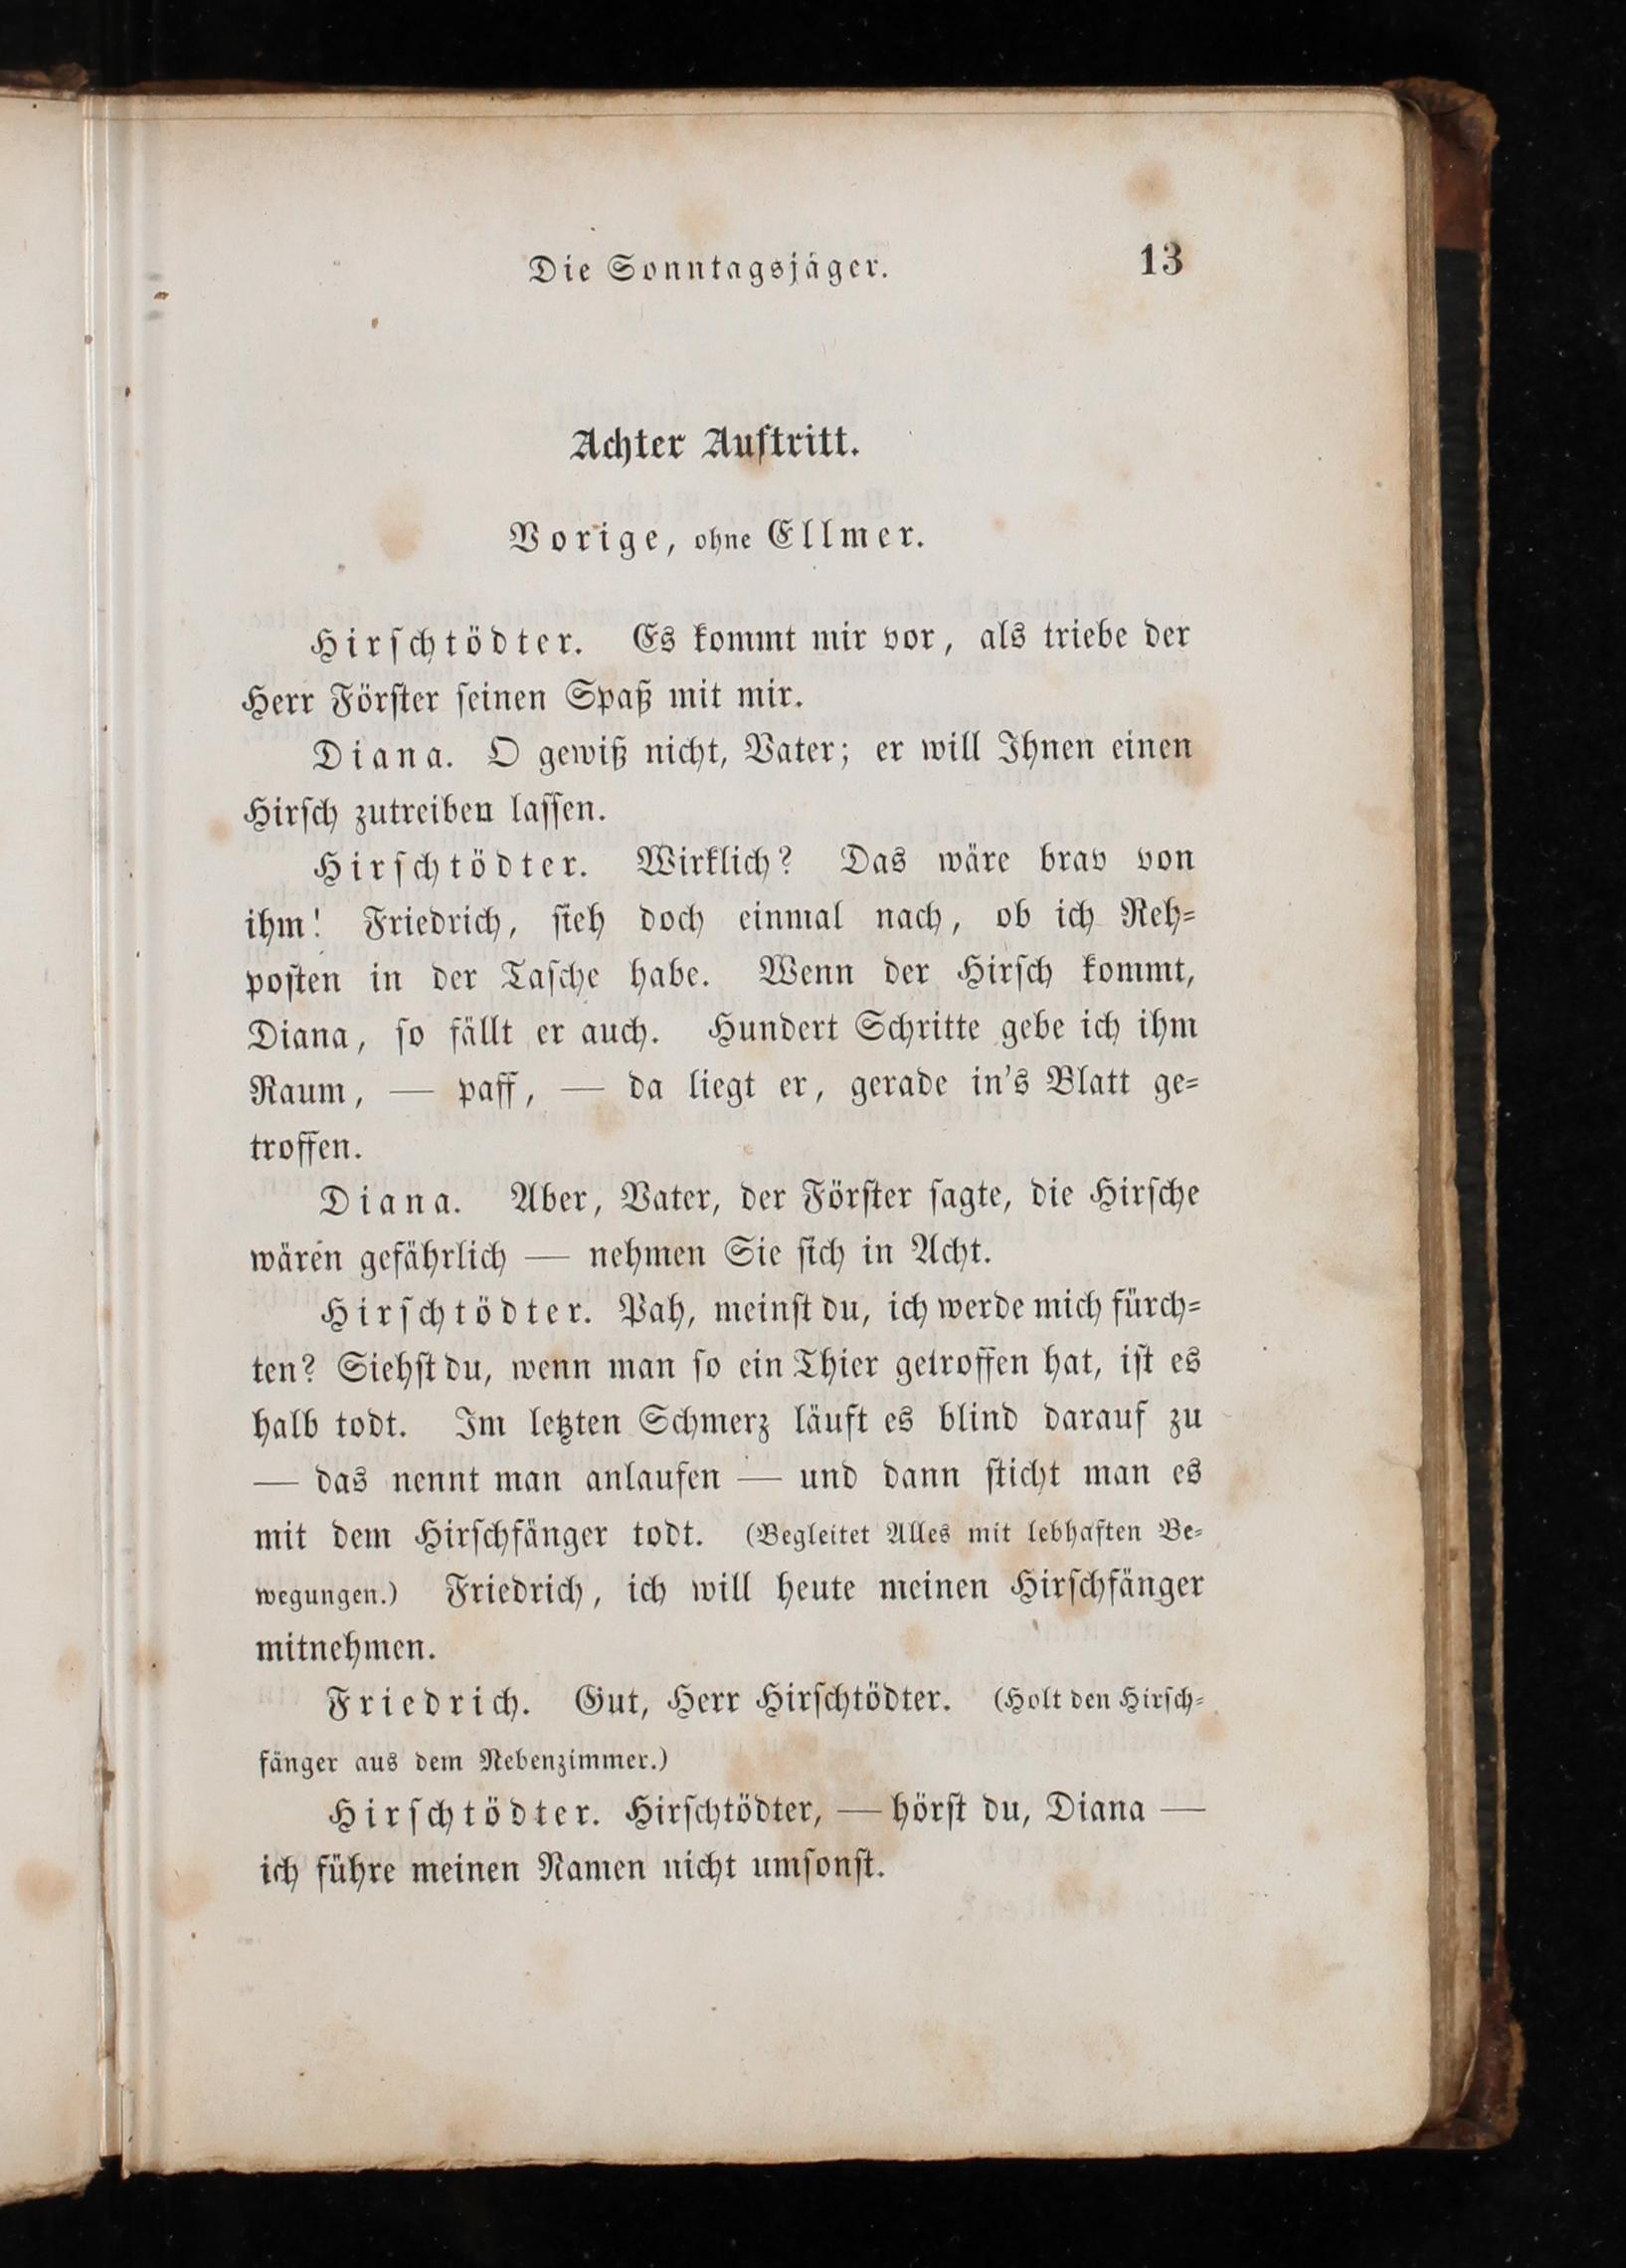 Die Sonntagsjäger. 13
Achter Auftritt.
Vorige, ohne Ellmer.
Hirſchtödter. Es kommt mir vor, als triebe der
Herr Förſter ſeinen Spaß mit mir.
Diana. O gewiß nicht, Vater; er will Ihnen einen
Hirſch zutreiben laſſen.
Hirſchtödter. Wirklich? Das wäre brav von
ihm! Friedrich, ſieh doch einmal nach, ob ich Reh⸗
poſten in der Taſche habe. Wenn der Hirſch kommt,
Diana, ſo fällt er auch. Hundert Schritte gebe ich ihm
Raum, — paff, — da liegt er, gerade in's Blatt ge⸗
troffen.
Diana. Aber, Vater, der Förſter ſagte, die Hirſche
wären gefährlich — nehmen Sie ſich in Acht.
Hirſchtödter. Pah, meinſt du, ich werde mich fürch⸗
ten? Siehſt du, wenn man ſo ein Thier getroffen hat, iſt es
halb todt. Im letzten Schmerz läuft es blind darauf zu
— das nennt man anlaufen — und dann ſticht man es
mit dem Hirſchfänger todt. (Begleitet Alles mit lebhaften Be⸗
wegungen.) Friedrich, ich will heute meinen Hirſchfänger
mitnehmen.
Friedrich. Gut, Herr Hirſchtödter. (Holt den Hirſch⸗
fänger aus dem Nebenzimmer.)
Hirſchtödter. Hirſchtödter, — hörſt du, Diana —
ich führe meinen Namen nicht umſonſt.